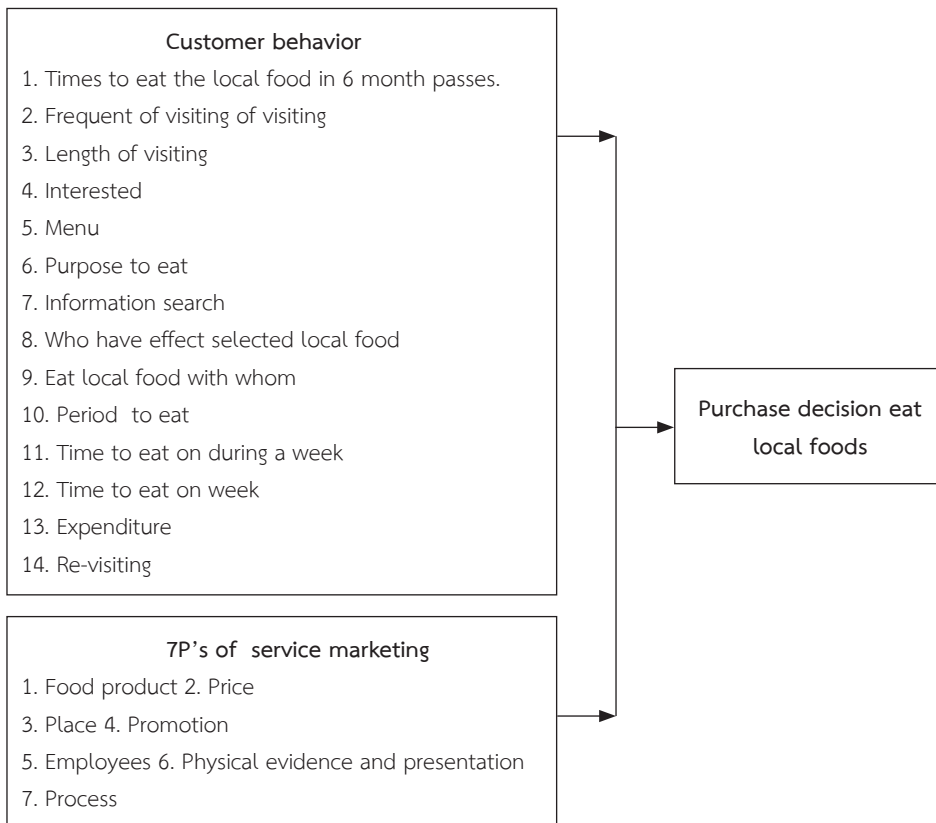 Customer behavior
1. Times to eat the local food in 6 month passes.
2. Frequent of visiting of visiting
3. Length of visiting
4. Interested
5. Menu
6. Purpose to eat
7. Information search
8. Who have effect selected local food
9. Eat local food with whom
10. Period to eat
11. Time to eat on during a week
12. Time to eat on week
13. Expenditure
14. Re-visiting
7P's of service marketing
1. Food product 2. Price
3. Place 4. Promotion
5. Employees 6. Physical evidence and presentation
7. Process
Purchase decision eat
local foods